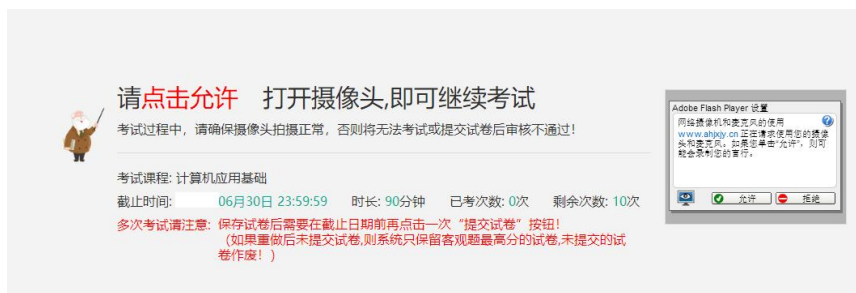 请点击允许 打开摄像头,即可继续考试
考试过程中，请确保摄像头拍摄正常，否则将无法考试或提交试卷后审核不通过！
考试课程: 计算机应用基础
截止时间: 06月30日 23:59:59 时长: 90分钟 已考次数: 0次 剩余次数: 10次
多次考试请注意: 保存试卷后需要在截止日期前再点击一次“提交试卷”按钮！
（如果重做后未提交试卷,则系统只保留客观题最高分的试卷,未提交的试
卷作废！）
Adobe Flash Player 设置
网络摄像机和麦克风的使用
www.ahjxjy.cn 正在请求使用您的摄像
头和麦克风。如果您单击“允许”，则可
能会录制您的言行。
允许 拒绝